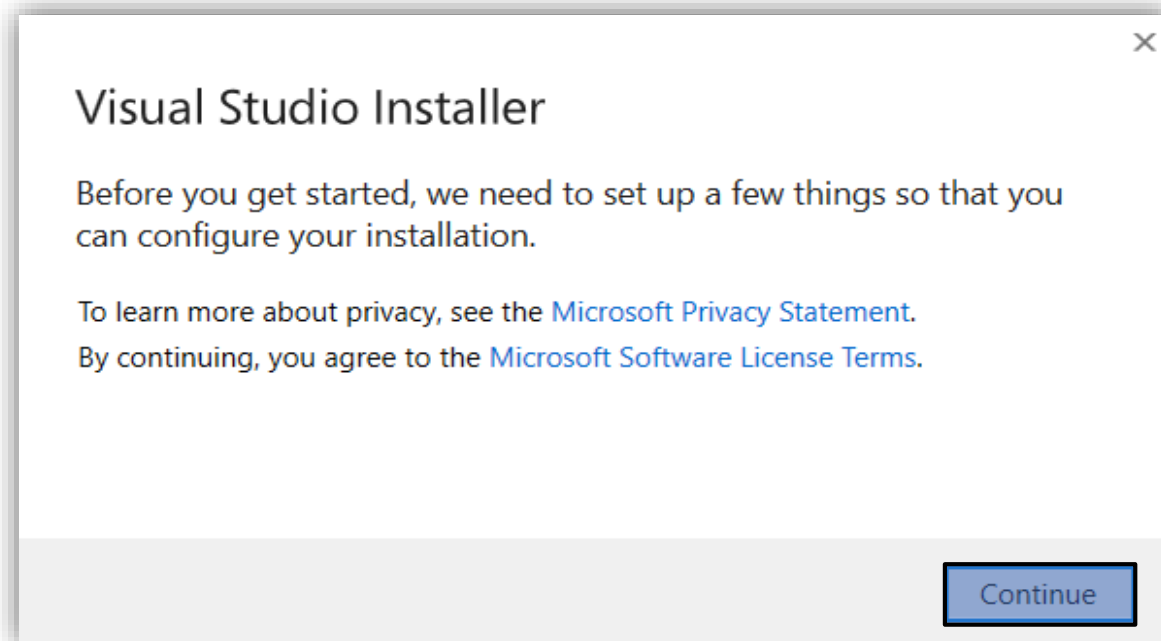 Visual Studio Installer
Before you get started, we need to set up a few things so that you
can configure your installation.
To learn more about privacy, see the Microsoft Privacy Statement.
By continuing, you agree to the Microsoft Software License Terms.
Continue